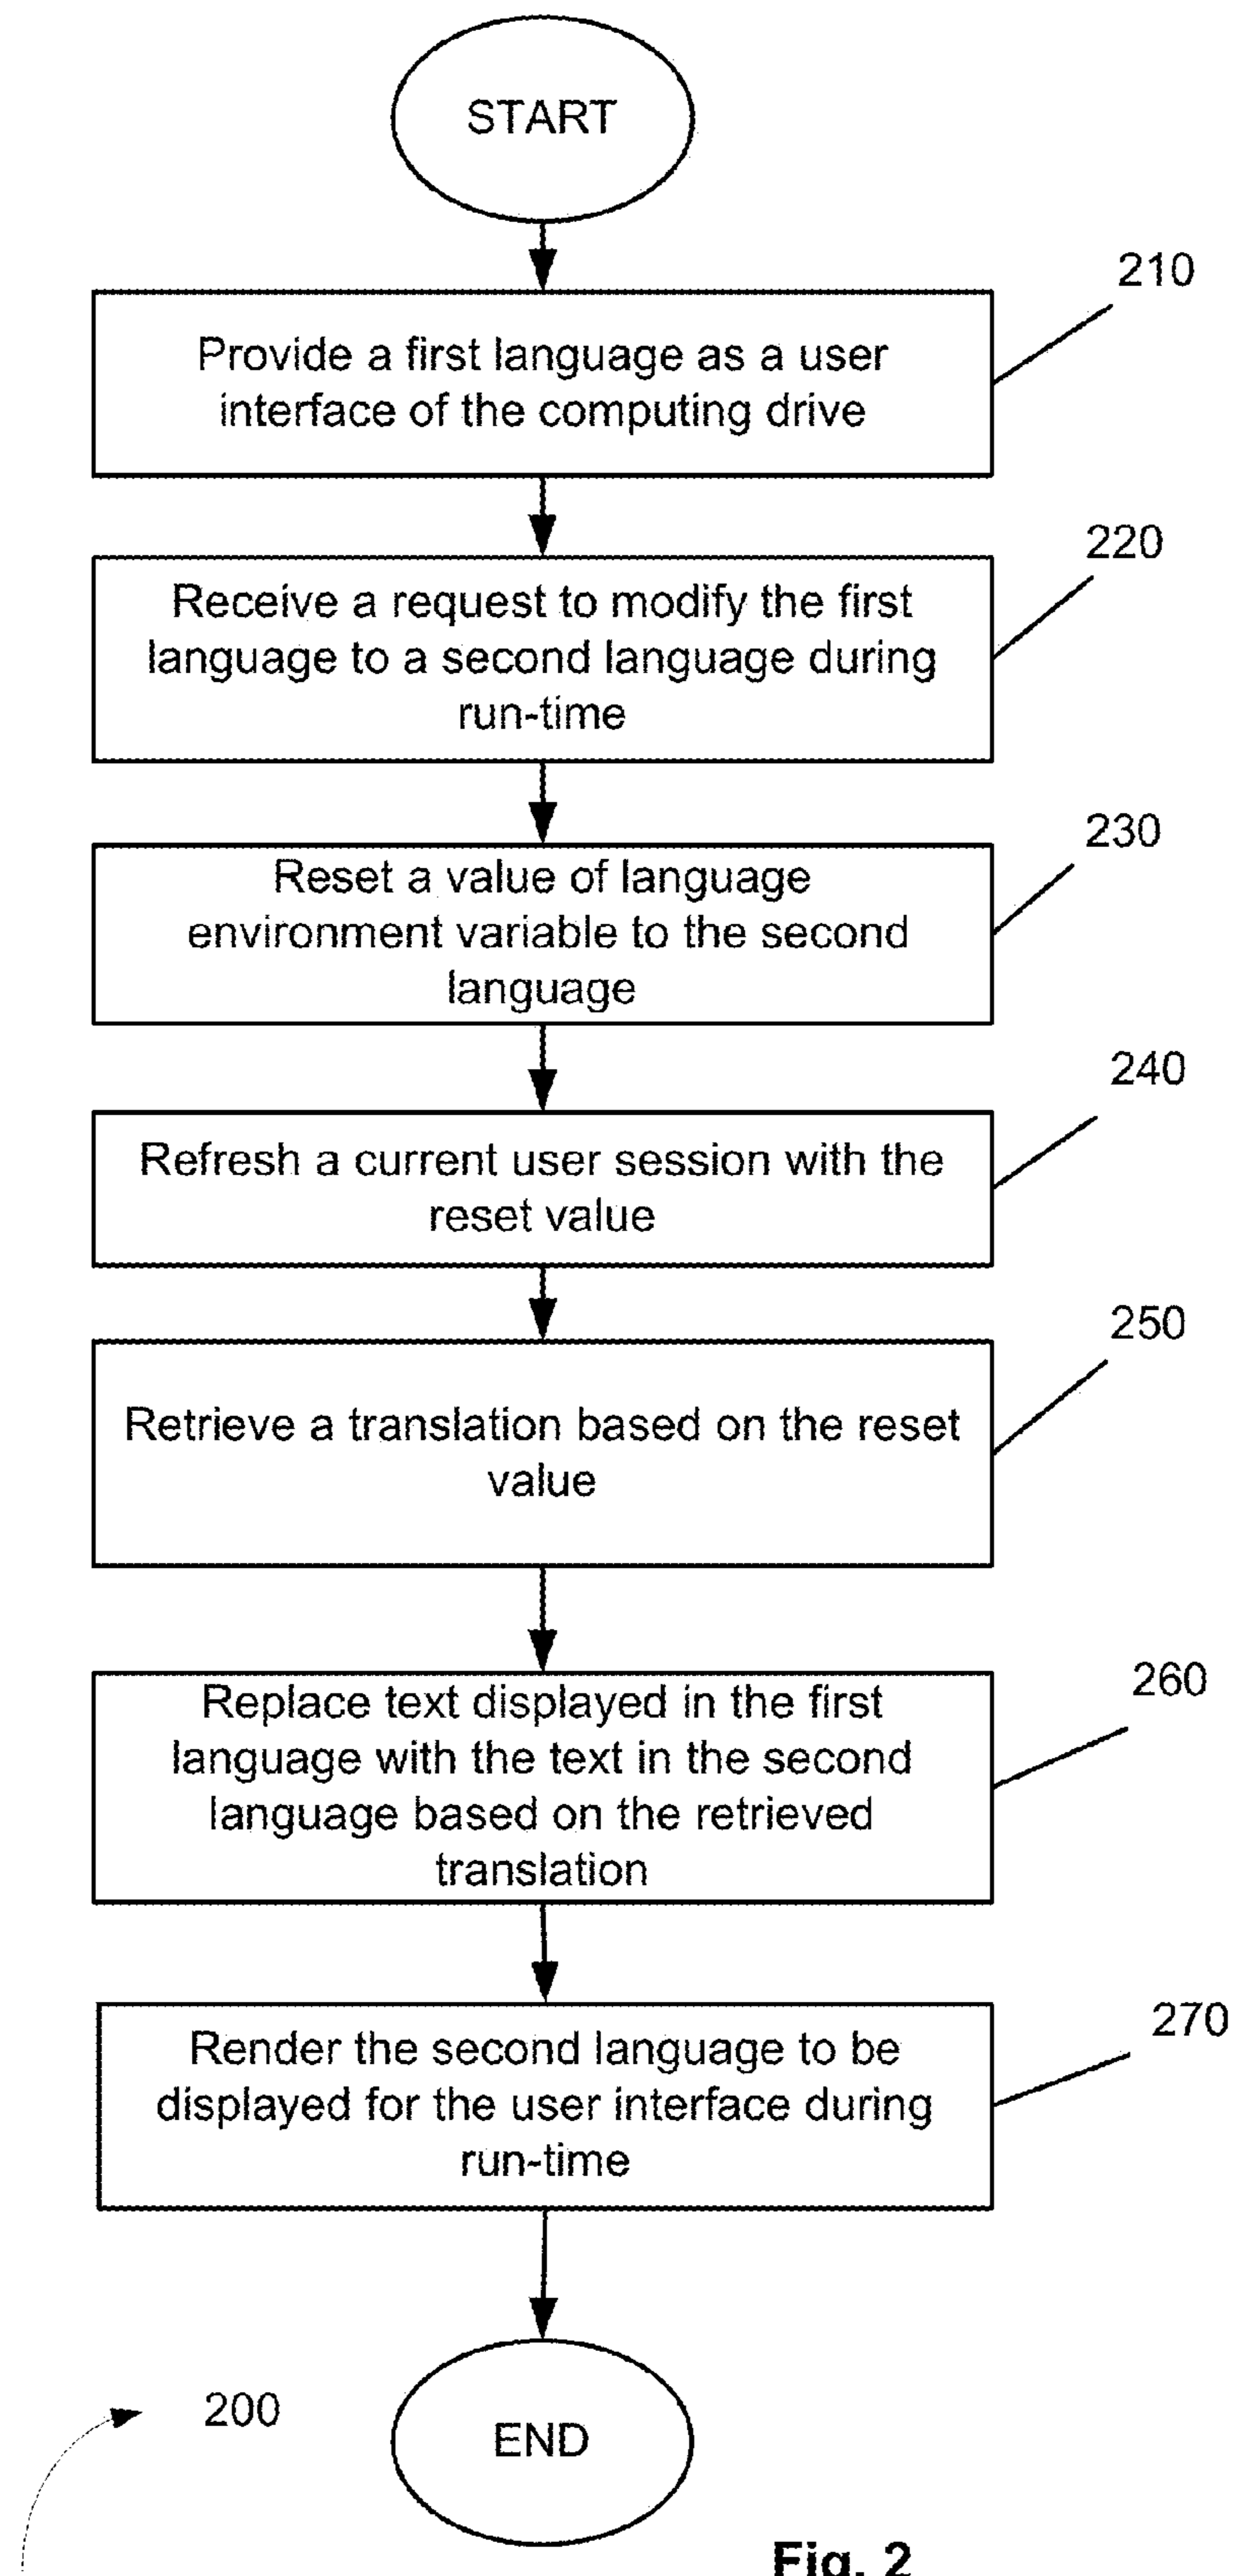 START
210
Provide a first language as a user
interface of the computing drive
220
Receive a request to modify the first
language to a second language during
run-time
230
Reset a value of language
environment variable to the second
language
240
Refresh a current user session with the
reset value
250
Retrieve a translation based on the reset
value
260
Replace text displayed in the first
language with the text in the second
language based on the retrieved
translation
270
Render the second language to be
displayed for the user interface during
run-time
200
END
Fig. 2